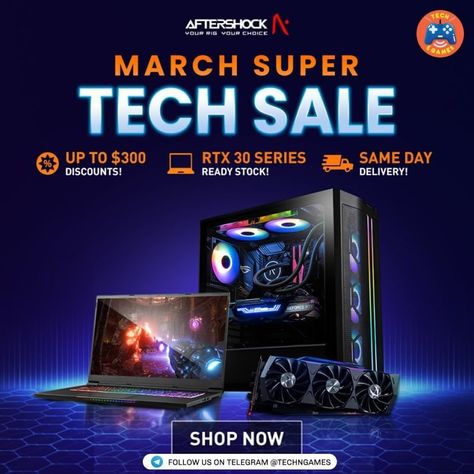 AFTERSHOCK
YOUR RIG YOUR CHOICE
TECH
GAMES
MARCH SUPER
TECH SALE
UP TO $300
DISCOUNTS!
RTX 30 SERIES
READY STOCK!
SAME DAY
DELIVERY!
SHOP NOW
FOLLOW US ON TELEGRAM @TECHNGAMES